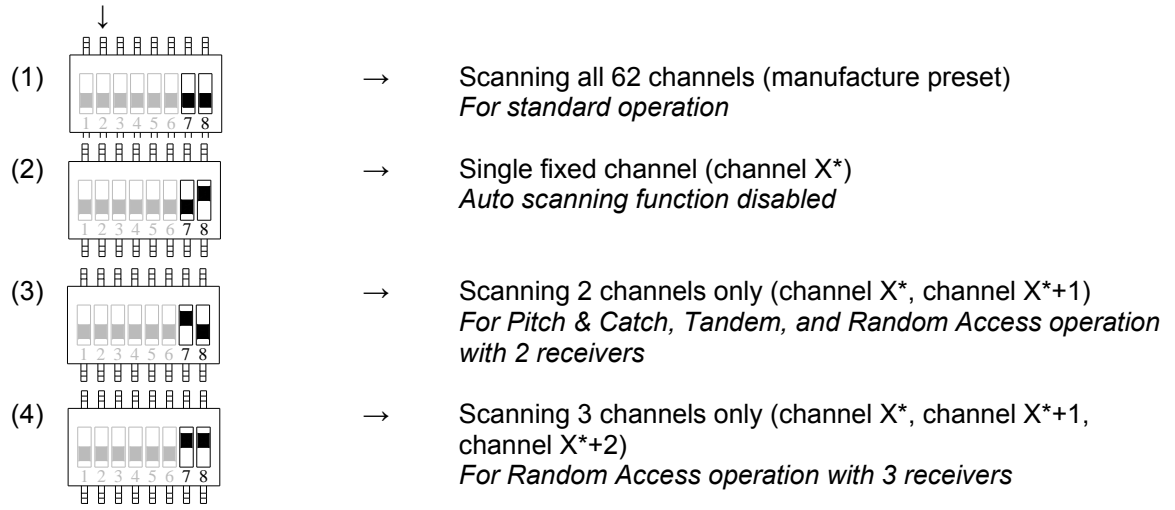 ↓
(1) 1 2 3 4 5 6 7 8 → Scanning all 62 channels (manufacture preset)
For standard operation
(2) 1 2 3 4 5 6 7 8 → Single fixed channel (channel X*)
Auto scanning function disabled
(3) 1 2 3 4 5 6 7 8 → Scanning 2 channels only (channel X*, channel X*+1)
For Pitch & Catch, Tandem, and Random Access operation
with 2 receivers
(4) 1 2 3 4 5 6 7 8 → Scanning 3 channels only (channel X*, channel X*+1,
channel X*+2)
For Random Access operation with 3 receivers